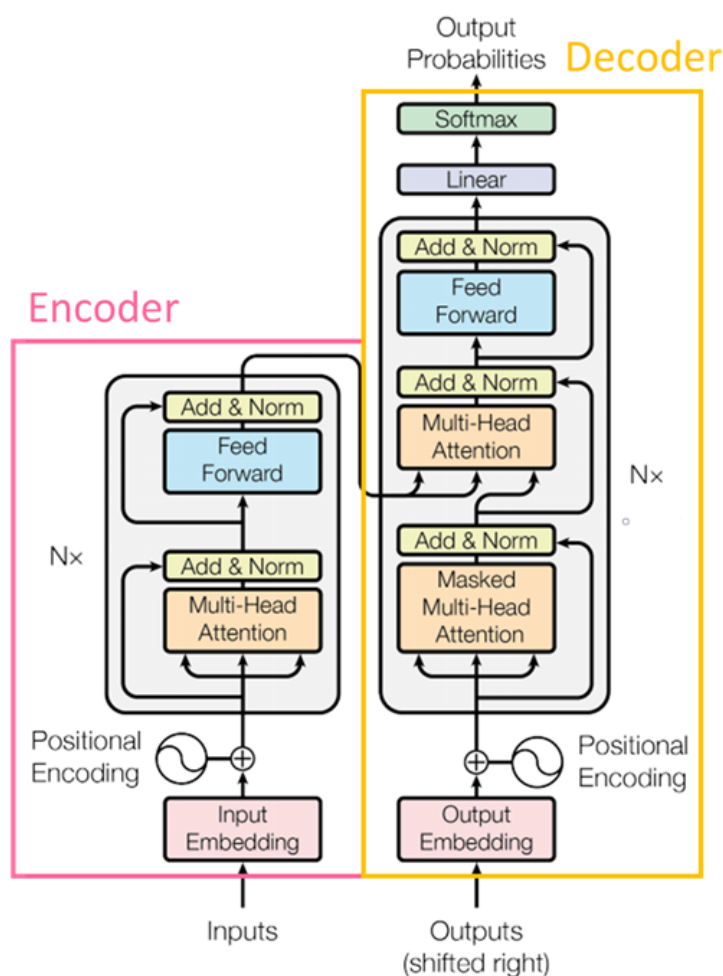 Output
Probabilities
Decoder
Softmax
Linear
Add & Norm
Feed
Forward
Add & Norm
Multi-Head
Attention
Nx
Add & Norm
Masked
Multi-Head
Attention
Positional
Encoding
Output
Embedding
Outputs
(shifted right)
Encoder
Add & Norm
Feed
Forward
Nx
Add & Norm
Multi-Head
Attention
Positional
Encoding
Input
Embedding
Inputs